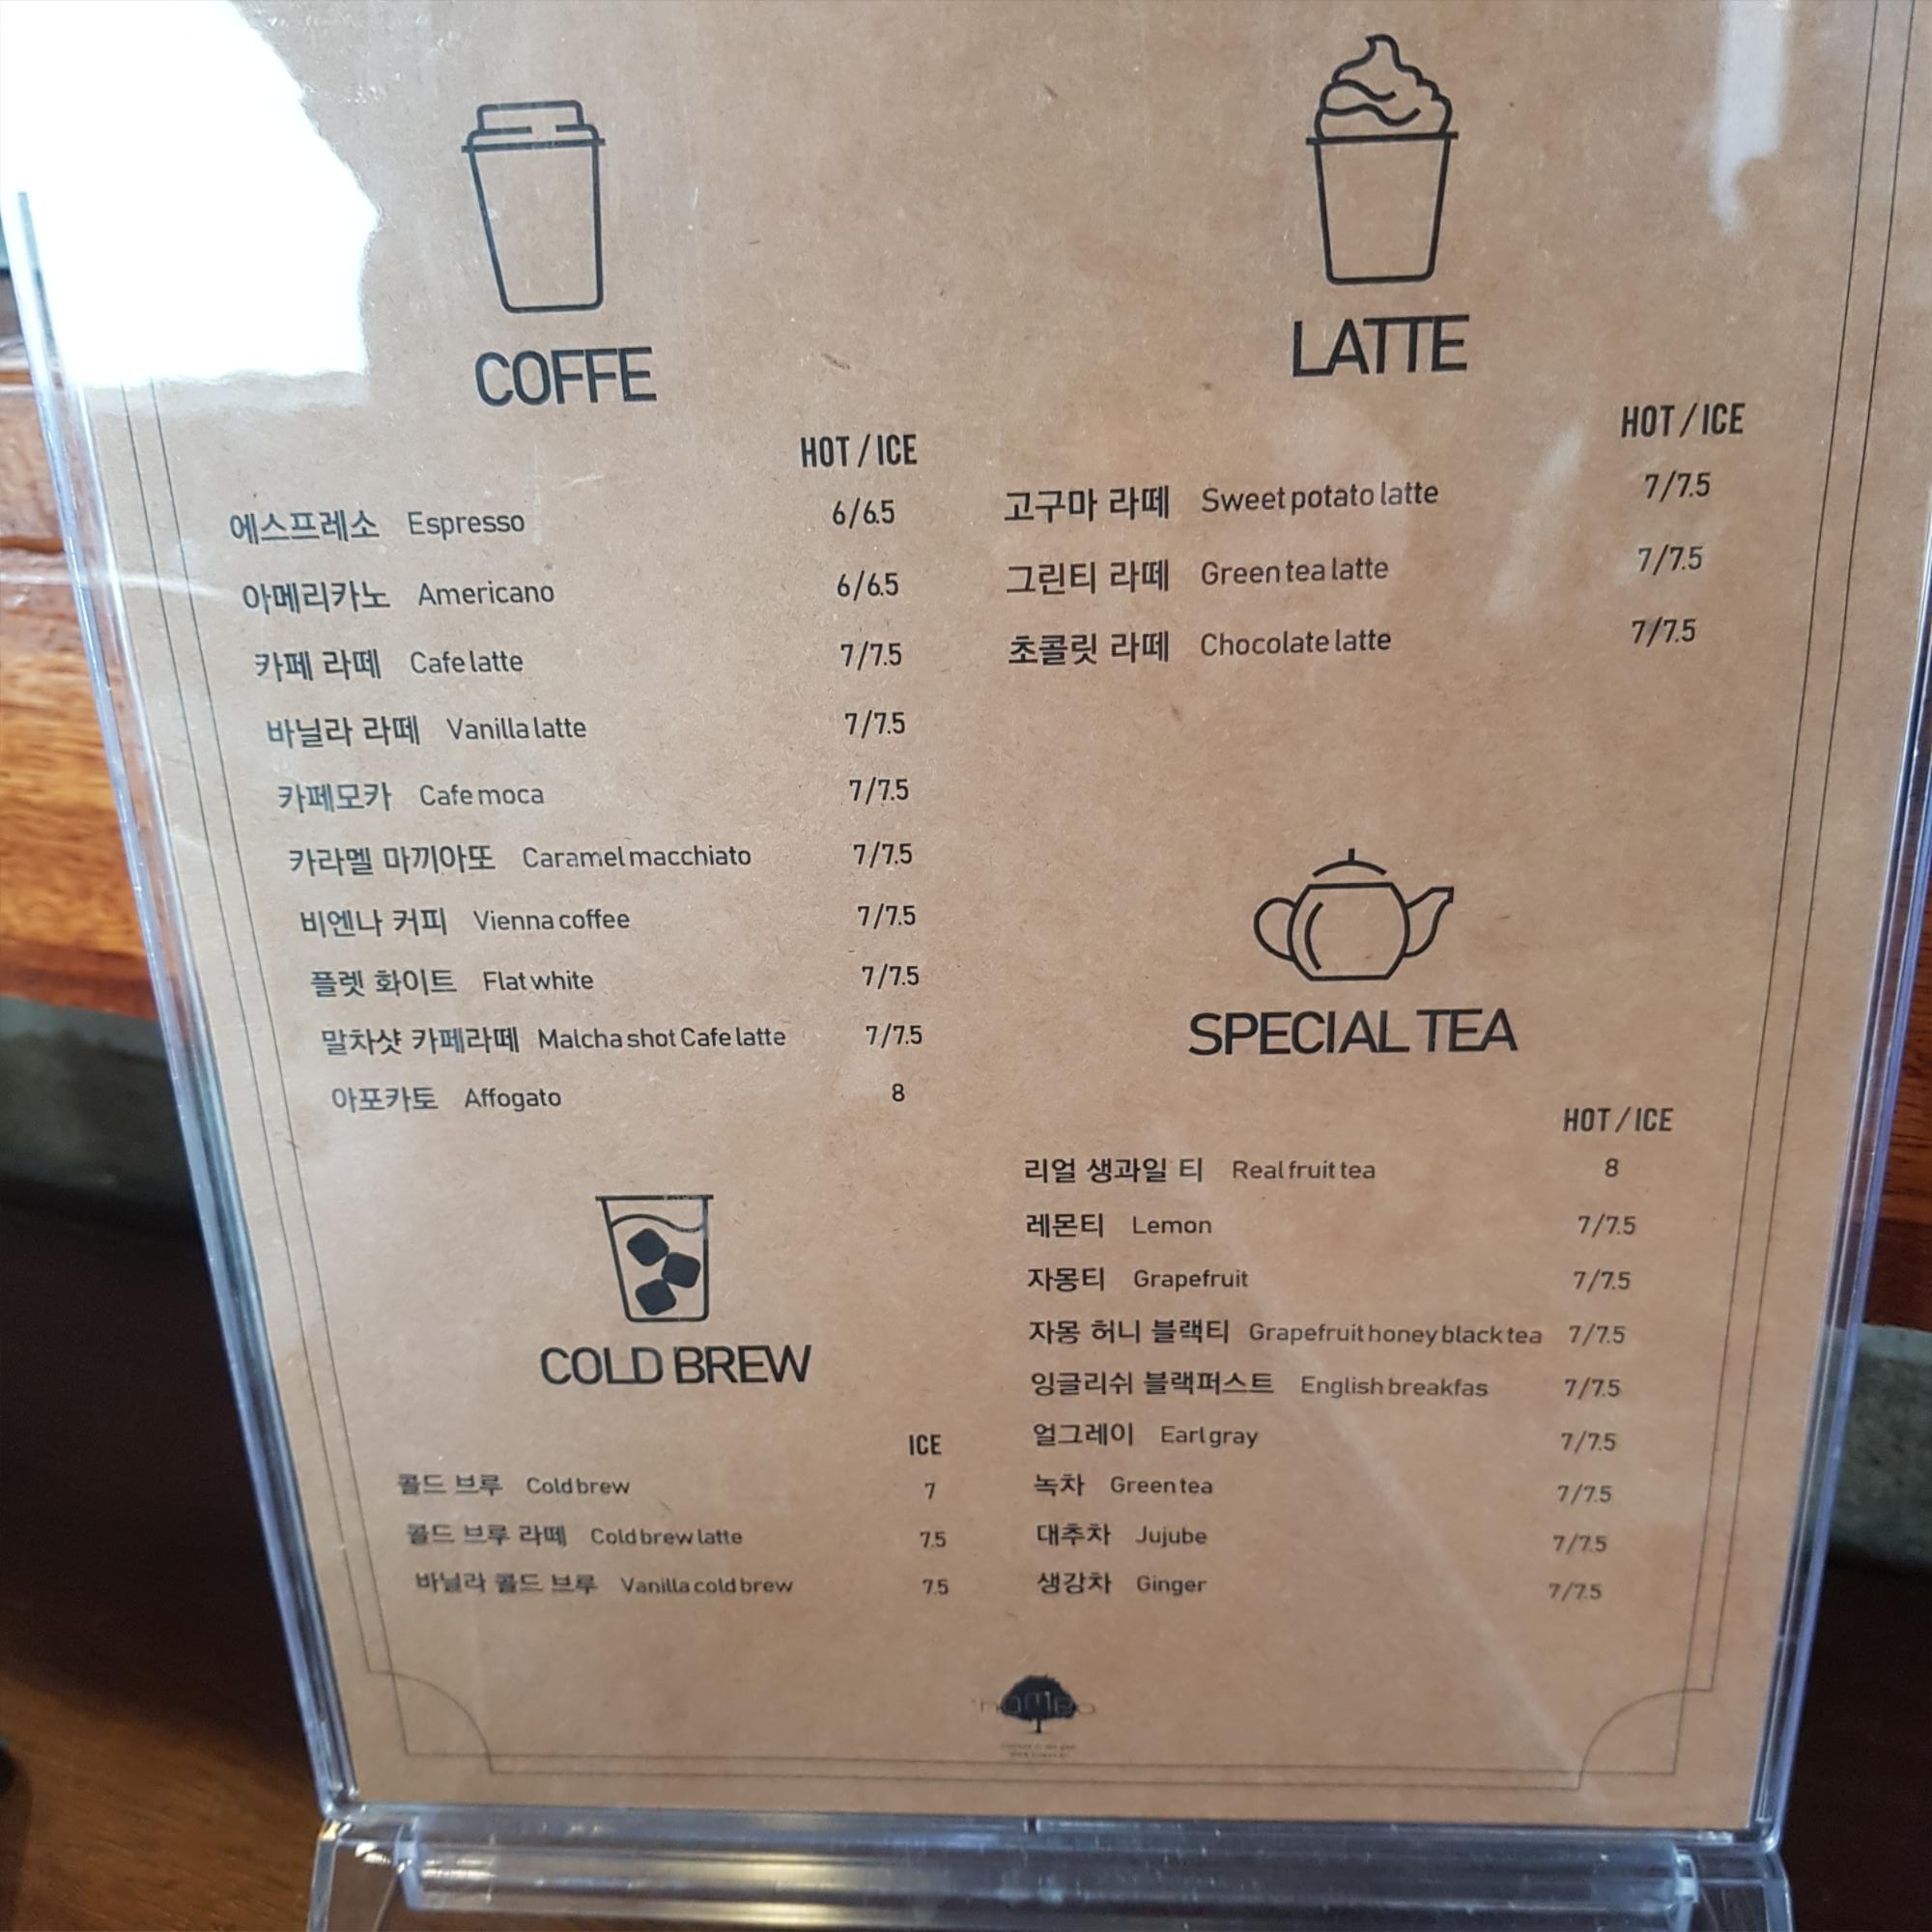 COFFE
HOT / ICE
에스프레소 Espresso 6/6.5
아메리카노 Americano 6/6.5
카페 라떼 Cafe latte 7/7.5
바닐라 라떼 Vanilla latte 7/7.5
카페모카 Cafe moca 7/7.5
카라멜 마끼아또 Caramel macchiato 7/7.5
비엔나 커피 Vienna coffee 7/7.5
플렛 화이트 Flat white 7/7.5
말차샷 카페라떼 Malcha shot Cafe latte 7/7.5
아포카토 Affogato 8
COLD BREW
ICE
콜드 브루 Cold brew 7
콜드 브루 라떼 Cold brew latte 7.5
바닐라 콜드 브루 Vanilla cold brew 7.5
LATTE
HOT / ICE
고구마 라떼 Sweet potato latte 7/7.5
그린티 라떼 Green tea latte 7/7.5
초콜릿 라떼 Chocolate latte 7/7.5
SPECIAL TEA
HOT / ICE
리얼 생과일 티 Real fruit tea 8
레몬티 Lemon 7/7.5
자몽티 Grapefruit 7/7.5
자몽 허니 블랙티 Grapefruit honey black tea 7/7.5
잉글리쉬 블랙퍼스트 English breakfas 7/7.5
얼그레이 Earl gray 7/7.5
녹차 Green tea 7/7.5
대추차 Jujube 7/7.5
생강차 Ginger 7/7.5